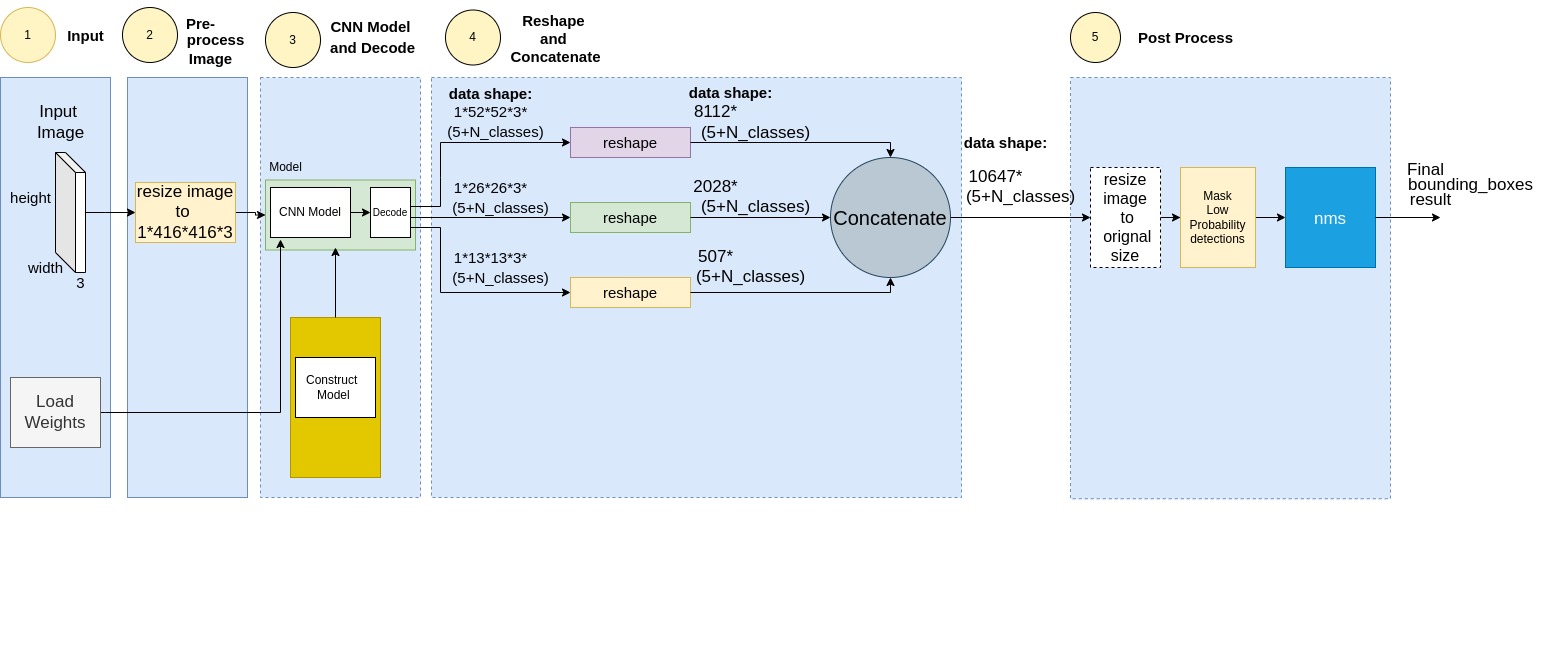 1
Input
2
Pre-
process
Image
3
CNN Model
and Decode
4
Reshape
and
Concatenate
5
Post Process
Input
Image
height
width
3
Load
Weights
resize image
to
1*416*416*3
Model
CNN Model
Decode
Construct
Model
data shape:
1*52*52*3*
(5+N_classes)
1*26*26*3*
(5+N_classes)
1*13*13*3*
(5+N_classes)
reshape
reshape
reshape
data shape:
8112*
(5+N_classes)
2028*
(5+N_classes)
507*
(5+N_classes)
Concatenate
data shape:
10647*
(5+N_classes)
resize
image
to
orignal
size
Mask
Low
Probability
detections
nms
Final
bounding_boxes
result